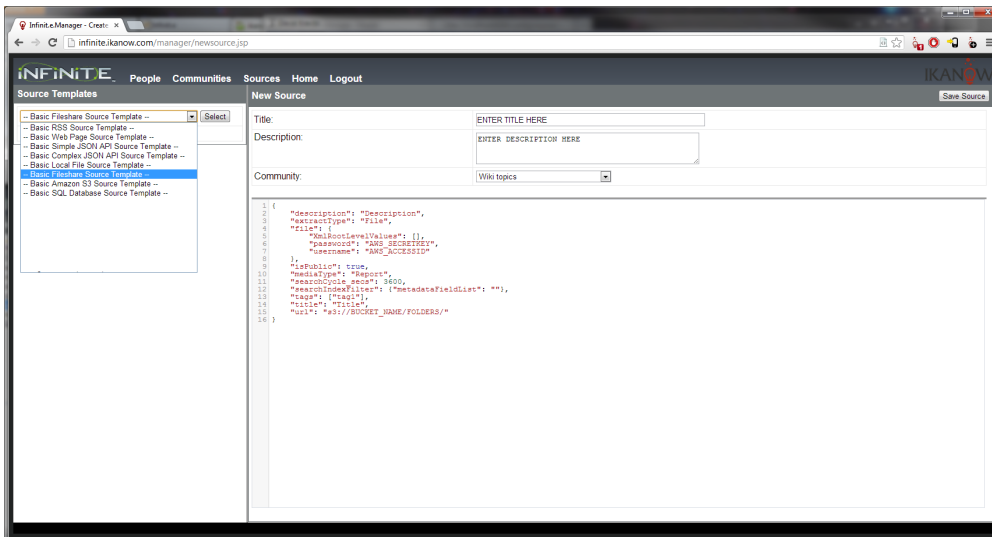 Infinit.e.Manager - Create
infinite.ikanow.com/manager/newsource.jsp
INFINIT.E. People Communities Sources Home Logout
IKANOW
Source Templates
New Source
Save Source
-- Basic Fileshare Source Template --
Select
-- Basic RSS Source Template --
-- Basic Web Page Source Template --
-- Basic Simple JSON API Source Template --
-- Basic Complex JSON API Source Template --
-- Basic Local File Source Template --
-- Basic Fileshare Source Template --
-- Basic Amazon S3 Source Template --
-- Basic SQL Database Source Template --
Title: ENTER TITLE HERE
Description: ENTER DESCRIPTION HERE
Community: Wiki topics
1 {
2 "description": "Description",
3 "extractType": "File",
4 "file": {
5 "XmlRootLevelValues": [],
6 "password": "AWS_SECRETKEY",
7 "username": "AWS_ACCESSID"
8 },
9 "isPublic": true,
10 "mediaType": "Report",
11 "searchCycle_secs": 3600,
12 "searchIndexFilter": {"metadataFieldList": ""},
13 "tags": ["tag1"],
14 "title": "Title",
15 "url": "s3://BUCKET_NAME/FOLDERS/"
16 }